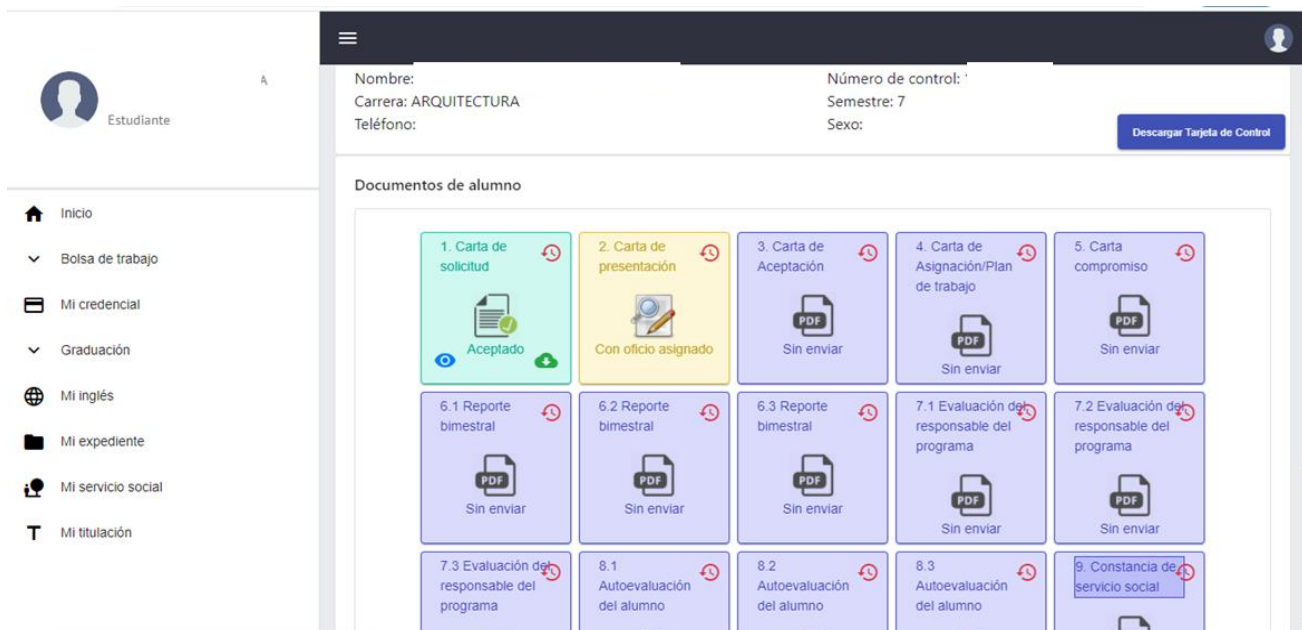 A
Estudiante
Inicio
Bolsa de trabajo
Mi credencial
Graduación
Mi inglés
Mi expediente
Mi servicio social
Mi titulación
Nombre:
Número de control:
Carrera: ARQUITECTURA
Semestre: 7
Teléfono:
Sexo:
Descargar Tarjeta de Control
Documentos de alumno
1. Carta de
solicitud
Aceptado
2. Carta de
presentación
Con oficio asignado
3. Carta de
Aceptación
PDF
Sin enviar
4. Carta de
Asignación/Plan
de trabajo
PDF
Sin enviar
5. Carta
compromiso
PDF
Sin enviar
6.1 Reporte
bimestral
PDF
Sin enviar
6.2 Reporte
bimestral
PDF
Sin enviar
6.3 Reporte
bimestral
PDF
Sin enviar
7.1 Evaluación del
responsable del
programa
PDF
Sin enviar
7.2 Evaluación del
responsable del
programa
PDF
Sin enviar
7.3 Evaluación del
responsable del
programa
8.1
Autoevaluación
del alumno
8.2
Autoevaluación
del alumno
8.3
Autoevaluación
del alumno
9. Constancia de
servicio social